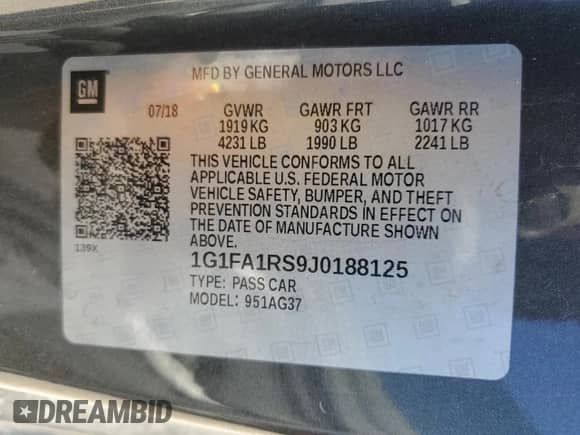 MFD BY GENERAL MOTORS LLC
GM
07/18 GVWR GAWR FRT GAWR RR
1919 KG 903 KG 1017 KG
4231 LB 1990 LB 2241 LB
THIS VEHICLE CONFORMS TO ALL
APPLICABLE U.S. FEDERAL MOTOR
VEHICLE SAFETY, BUMPER, AND THEFT
PREVENTION STANDARDS IN EFFECT ON
THE DATE OF MANUFACTURE SHOWN
ABOVE.
139X
1G1FA1RS9J0188125
TYPE: PASS CAR
MODEL: 951AG37
DREAMBID